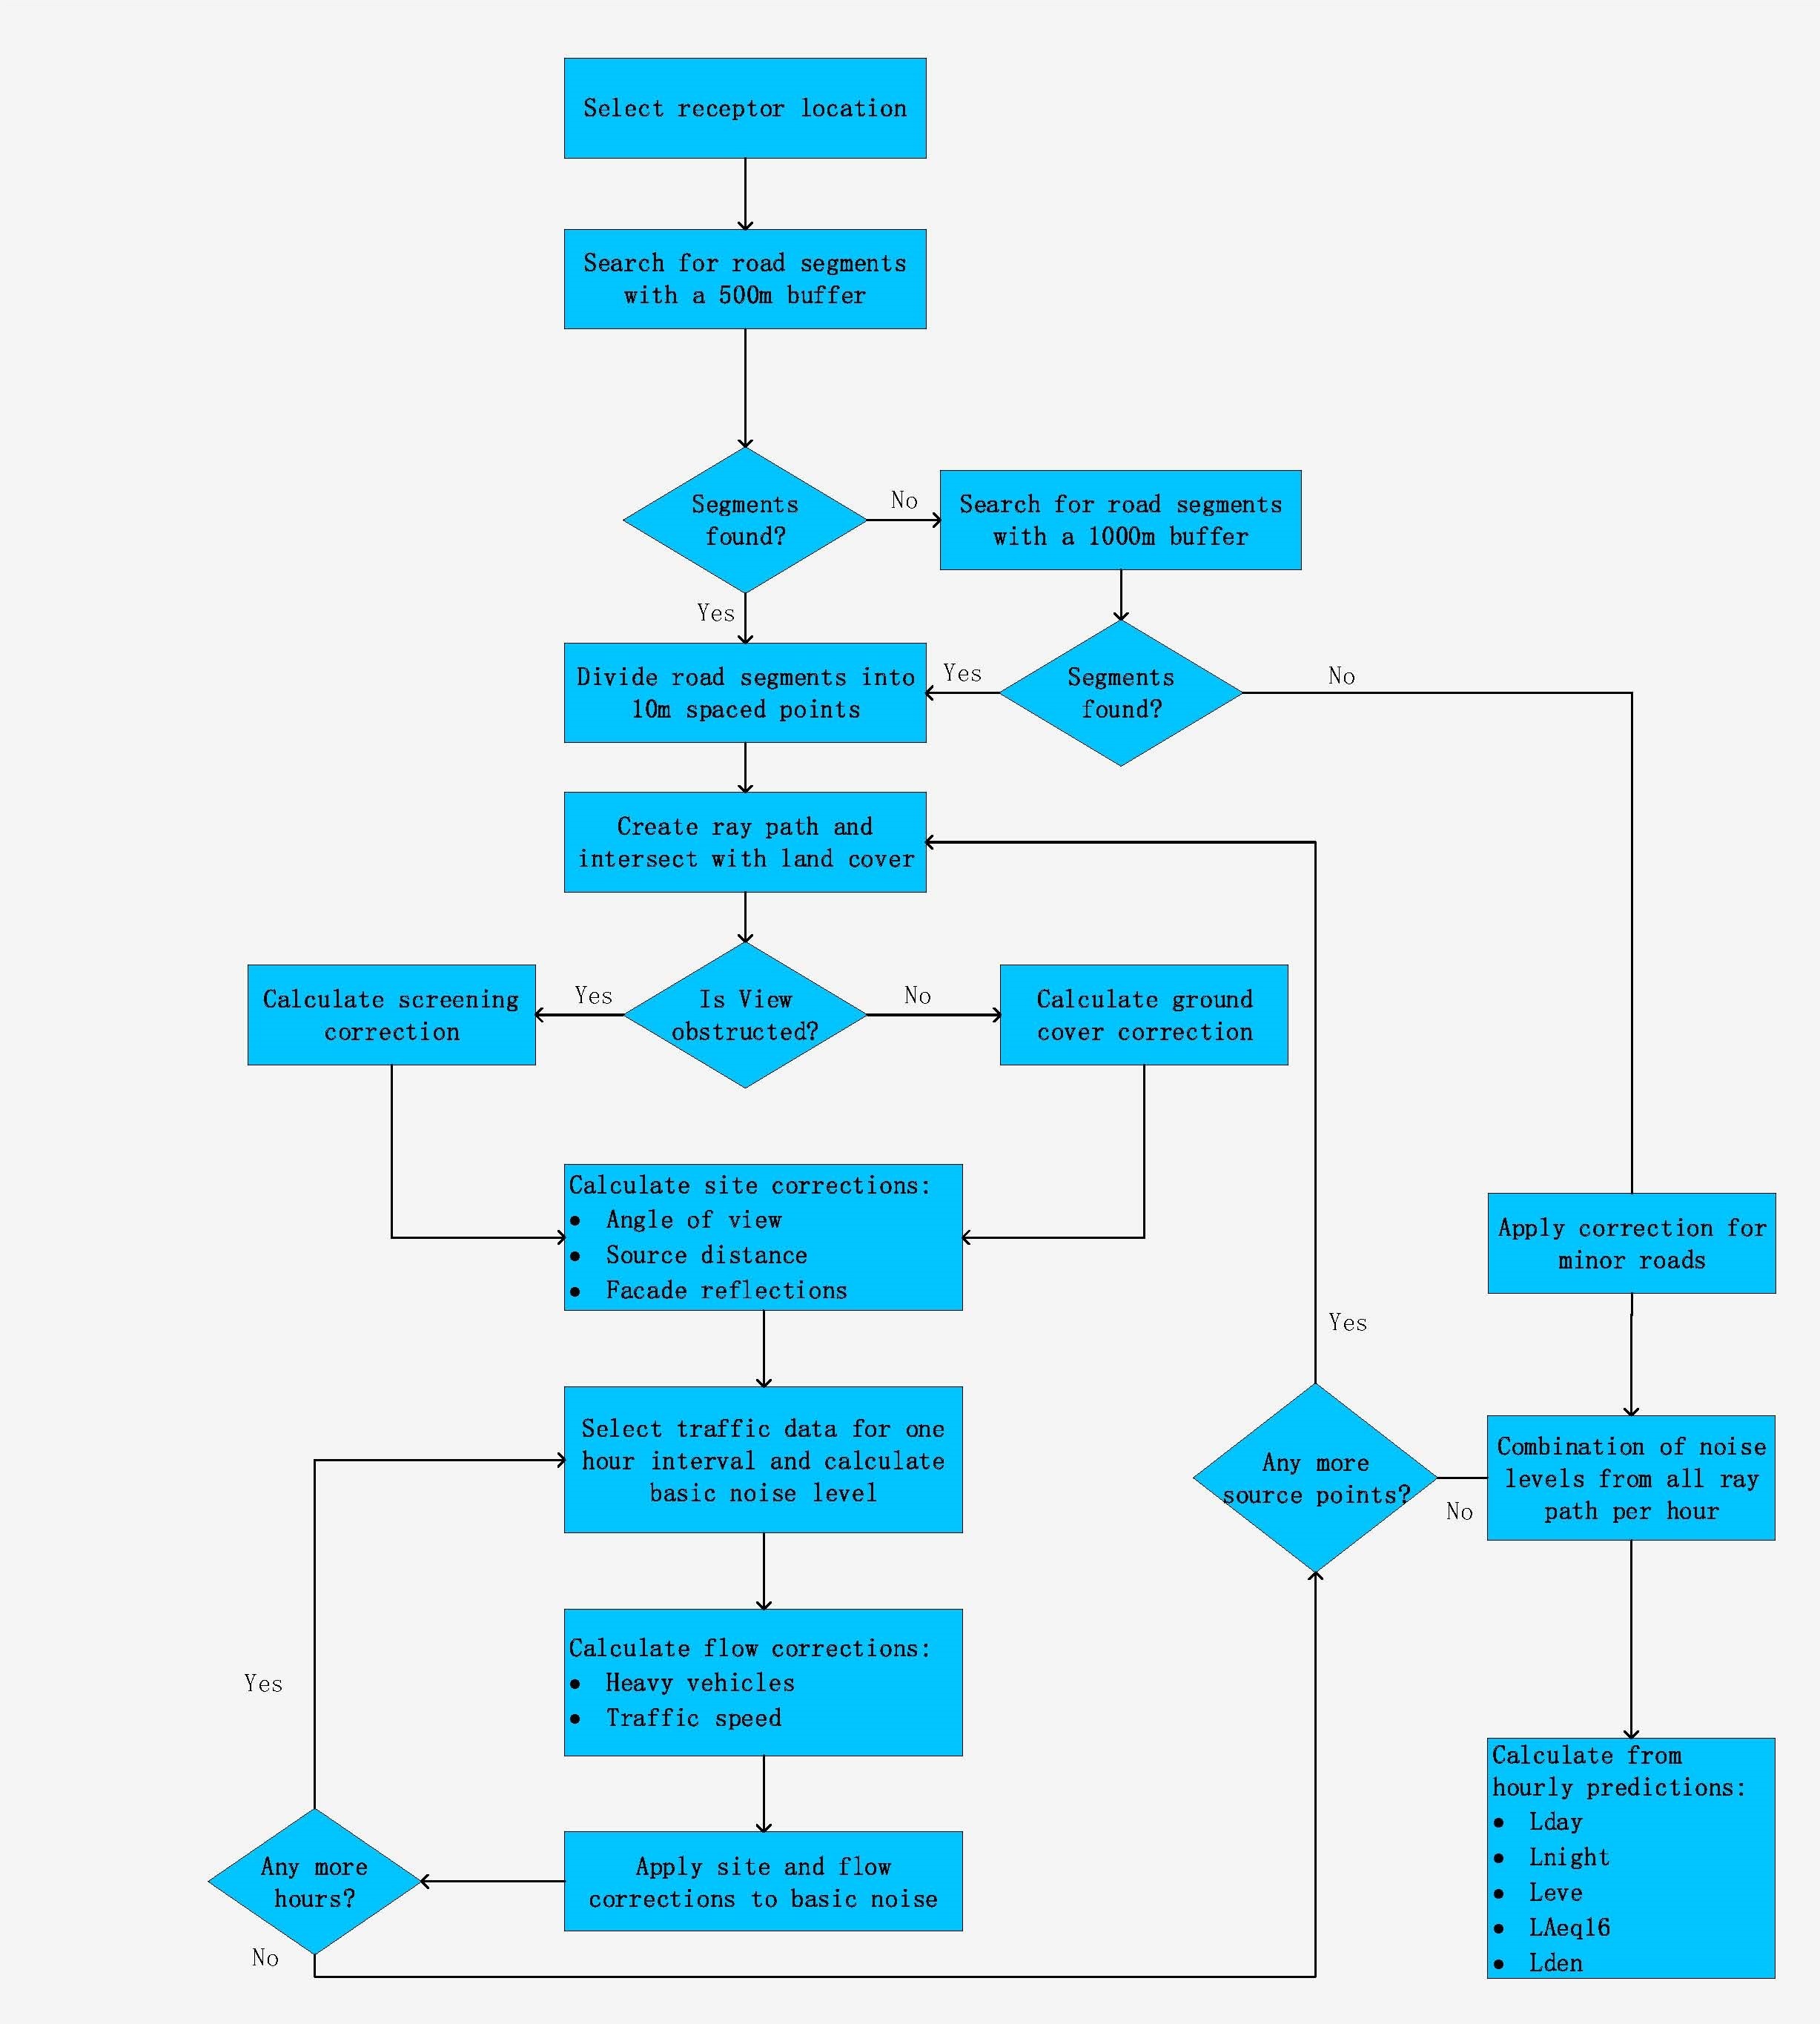 Select receptor location
Search for road segments
with a 500m buffer
Segments
found?
No
Search for road segments
with a 1000m buffer
Yes
Divide road segments into
10m spaced points
Yes
Segments
found?
No
Create ray path and
intersect with land cover
Calculate screening
correction
Yes
Is View
obstructed?
No
Calculate ground
cover correction
Calculate site corrections:
● Angle of view
● Source distance
● Facade reflections
Apply correction for
minor roads
Yes
Select traffic data for one
hour interval and calculate
basic noise level
Any more
source points?
No
Combination of noise
levels from all ray
path per hour
Calculate flow corrections:
● Heavy vehicles
● Traffic speed
Yes
Any more
hours?
No
Apply site and flow
corrections to basic noise
Calculate from
hourly predictions:
● Lday
● Lnight
● Leve
● LAeq16
● Lden